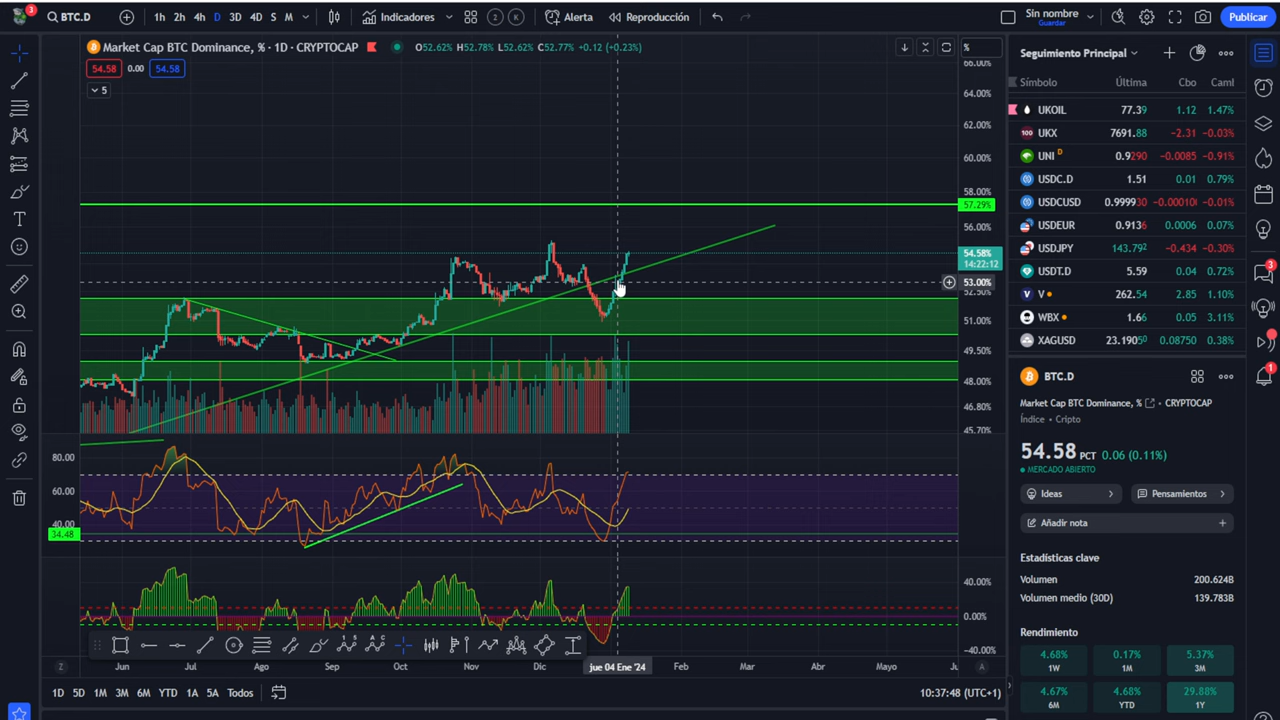 3
BTC.D
1h 2h 4h D 3D 4D S M
Indicadores
2 K
Alerta
Reproducción
Sin nombre
Guardar
Publicar
Market Cap BTC Dominance, % · 1D · CRYPTOCAP
O52.62% H52.78% L52.62% C52.77% +0.12 (+0.23%)
54.58 0.00 54.58
5
%
66.00%
64.00%
62.00%
60.00%
58.00%
57.29%
56.00%
54.58%
14:22:12
53.00%
52.50%
51.00%
49.50%
48.00%
46.80%
45.70%
80.00
60.00
40.00
34.48
40.00%
0.00%
−40.00%
Z
Jun Jul Ago Sep Oct Nov Dic jue 04 Ene '24 Feb Mar Abr Mayo
A
1D 5D 1M 3M 6M YTD 1A 5A Todos
10:37:48 (UTC+1)
Seguimiento Principal
Símbolo Última Cbo Caml
UKOIL 77.39 1.12 1.47%
UKX 7691.88 −2.31 −0.03%
UNI D 0.9290 −0.0085 −0.91%
USDC.D 1.51 0.01 0.79%
USDCUSD 0.999930 −0.000106 −0.01%
USDEUR 0.9136 0.0006 0.07%
USDJPY 143.792 −0.434 −0.30%
USDT.D 5.59 0.04 0.72%
V 262.54 2.85 1.10%
WBX 1.66 0.05 3.11%
XAGUSD 23.19050 0.08750 0.38%
BTC.D
Market Cap BTC Dominance, % · CRYPTOCAP
Índice · Cripto
54.58 PCT 0.06 (0.11%)
MERCADO ABIERTO
Ideas
Pensamientos
Añadir nota
Estadísticas clave
Volumen 200.624B
Volumen medio (30D) 139.783B
Rendimiento
4.68% 0.17% 5.37%
1W 1M 3M
4.67% 4.68% 29.88%
6M YTD 1Y
3
1